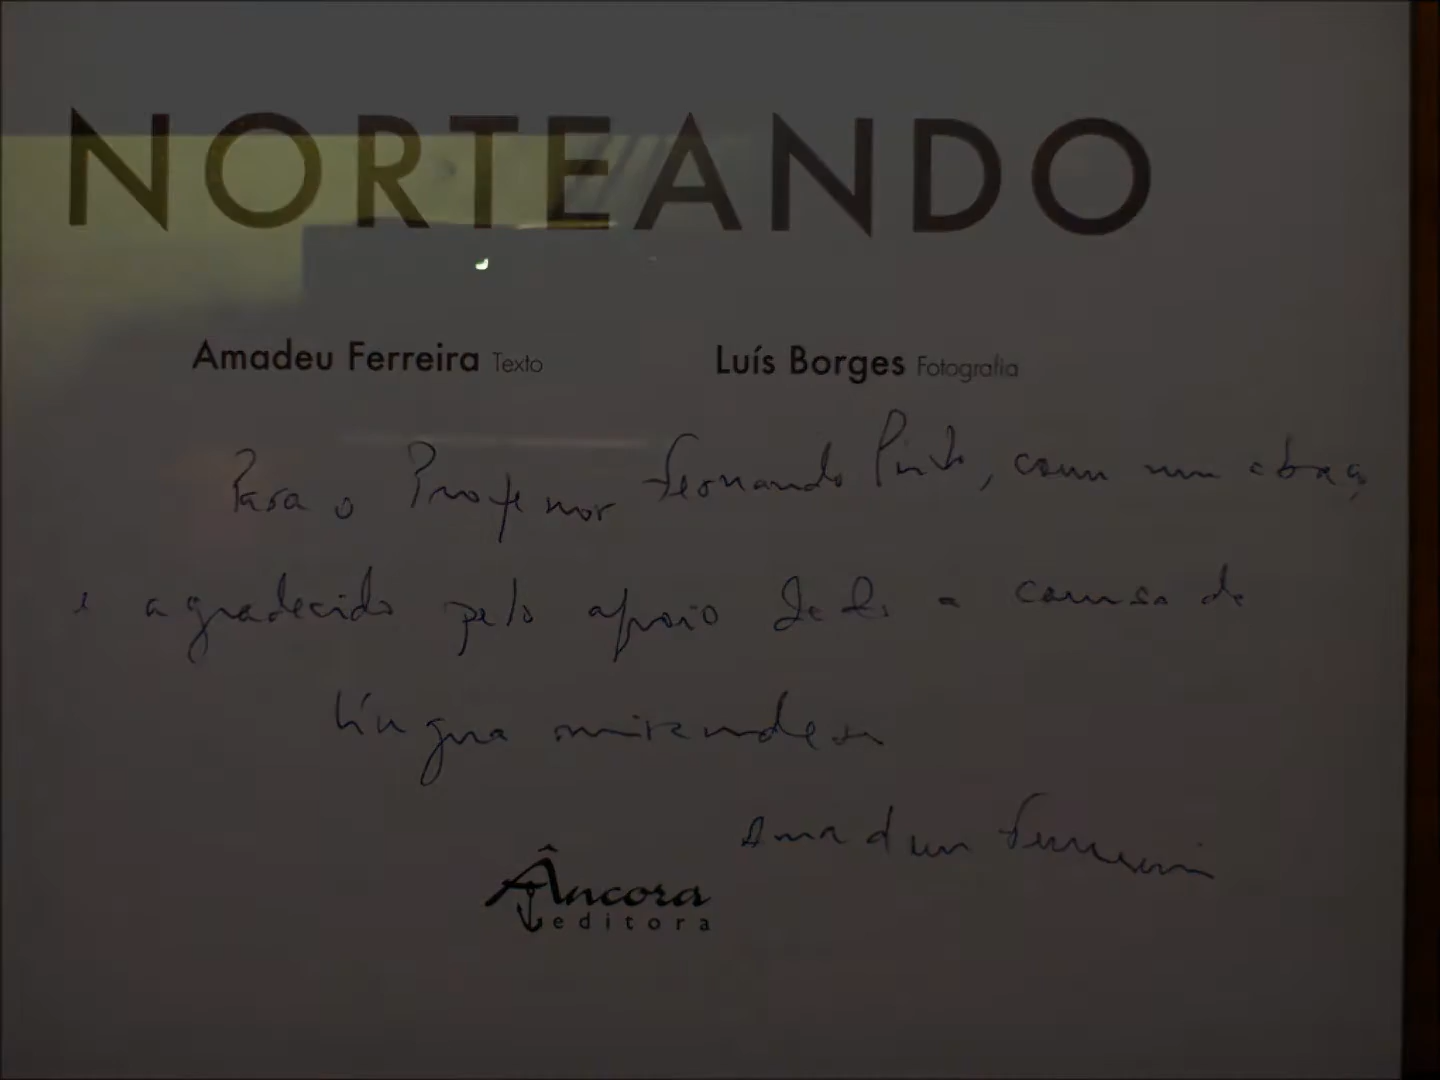 NORTEANDO
Amadeu Ferreira Texto
Luís Borges Fotografia
Para o Professor Fernando Pinto, com um abraço
e agradecido pelo apoio a causa da
língua mirandesa
Amadeu Ferreira
Âncora
editora